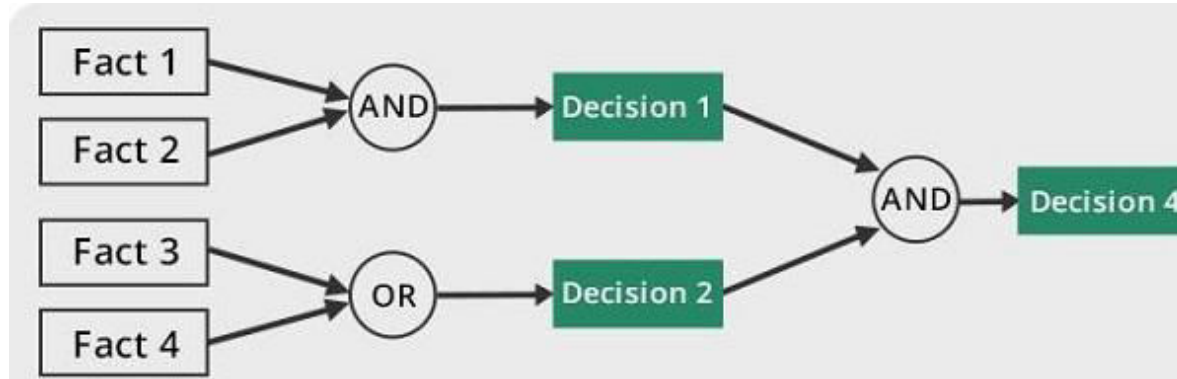 Fact 1
Fact 2
AND
Decision 1
Fact 3
Fact 4
OR
Decision 2
AND
Decision 4